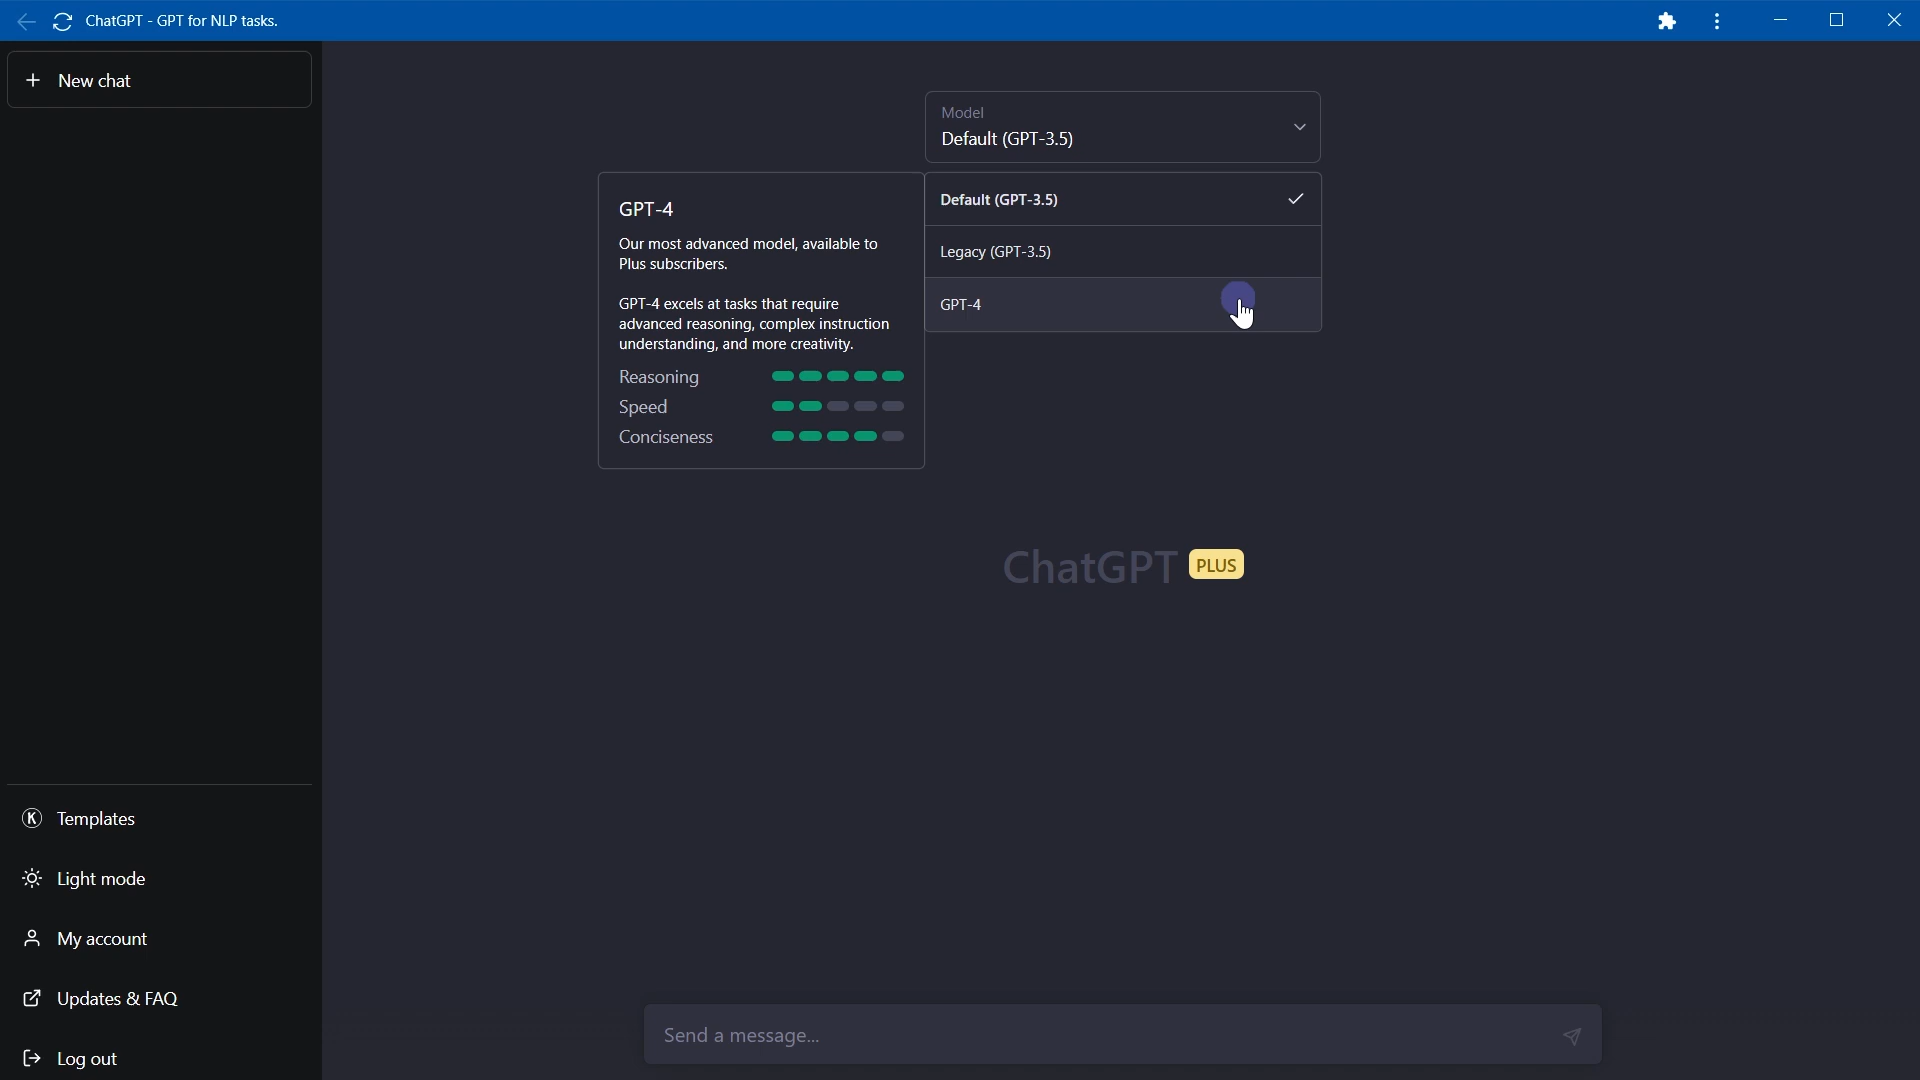 ChatGPT - GPT for NLP tasks.
New chat
Model
Default (GPT-3.5)
Default (GPT-3.5)
Legacy (GPT-3.5)
GPT-4
GPT-4
Our most advanced model, available to
Plus subscribers.
GPT-4 excels at tasks that require
advanced reasoning, complex instruction
understanding, and more creativity.
Reasoning
Speed
Conciseness
ChatGPT PLUS
Templates
Light mode
My account
Updates & FAQ
Log out
Send a message...